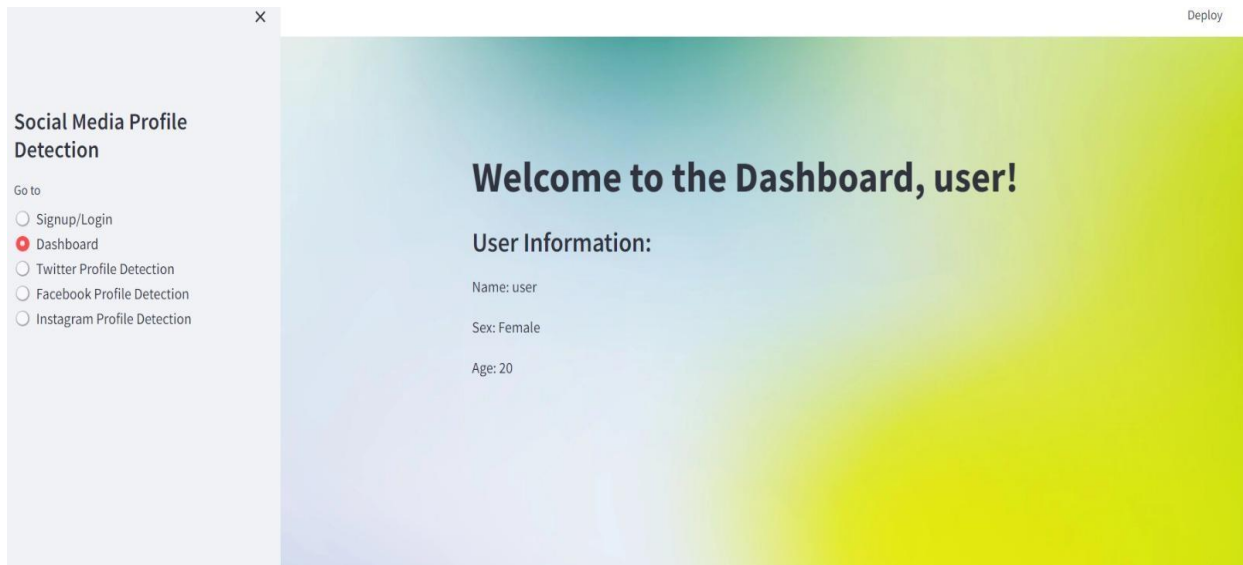 Deploy
Social Media Profile
Detection
Go to
Signup/Login
Dashboard
Twitter Profile Detection
Facebook Profile Detection
Instagram Profile Detection
Welcome to the Dashboard, user!
User Information:
Name: user
Sex: Female
Age: 20